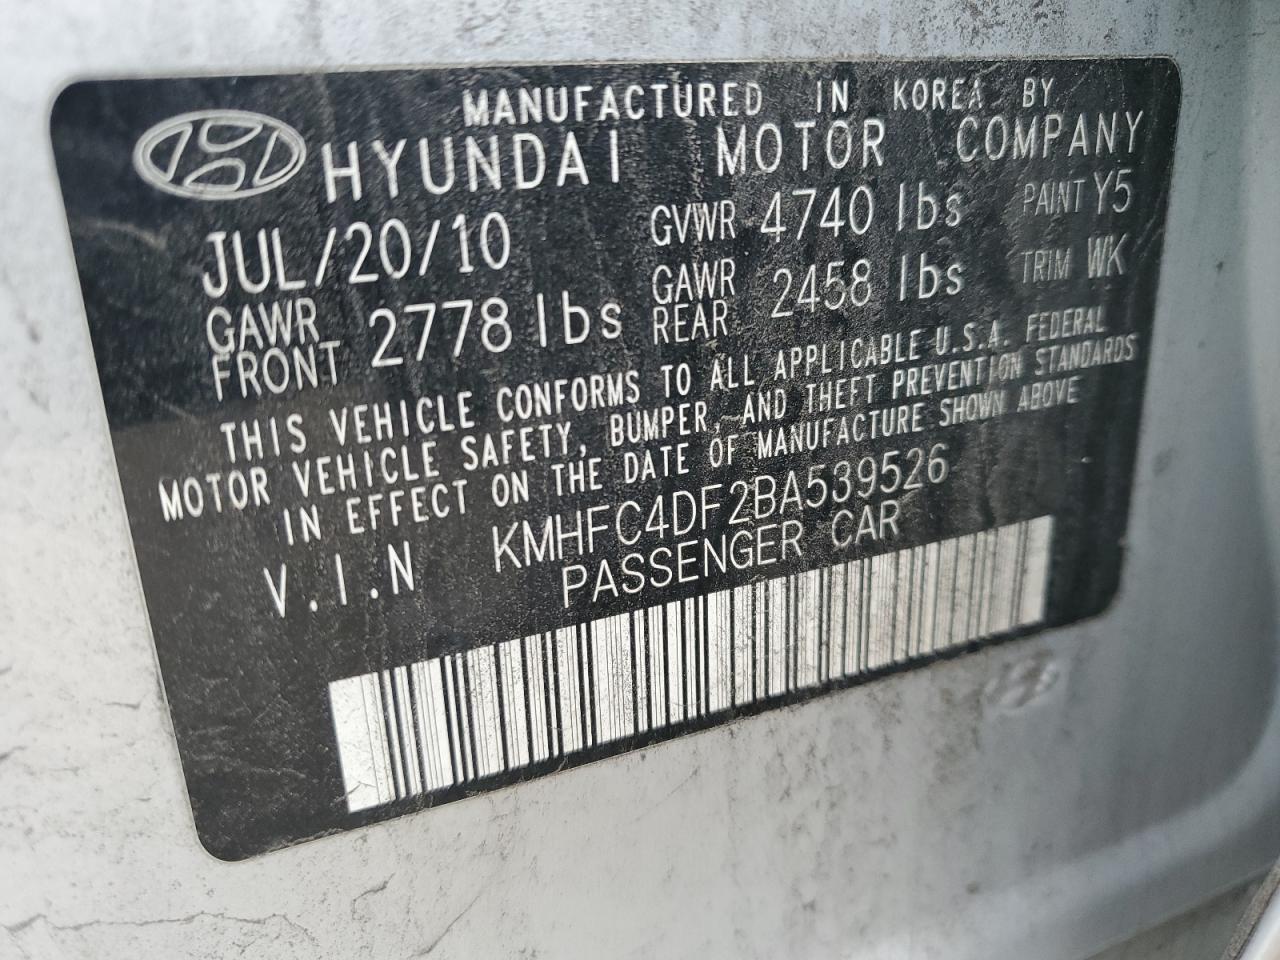 MANUFACTURED IN KOREA BY
HYUNDAI MOTOR COMPANY
JUL/20/10 GVWR 4740 lbs PAINT Y5
GAWR FRONT 2778 lbs GAWR REAR 2458 lbs TRIM WK
THIS VEHICLE CONFORMS TO ALL APPLICABLE U.S.A. FEDERAL
MOTOR VEHICLE SAFETY, BUMPER, AND THEFT PREVENTION STANDARDS
IN EFFECT ON THE DATE OF MANUFACTURE SHOWN ABOVE
V.I.N KMHFC4DF2BA539526
PASSENGER CAR